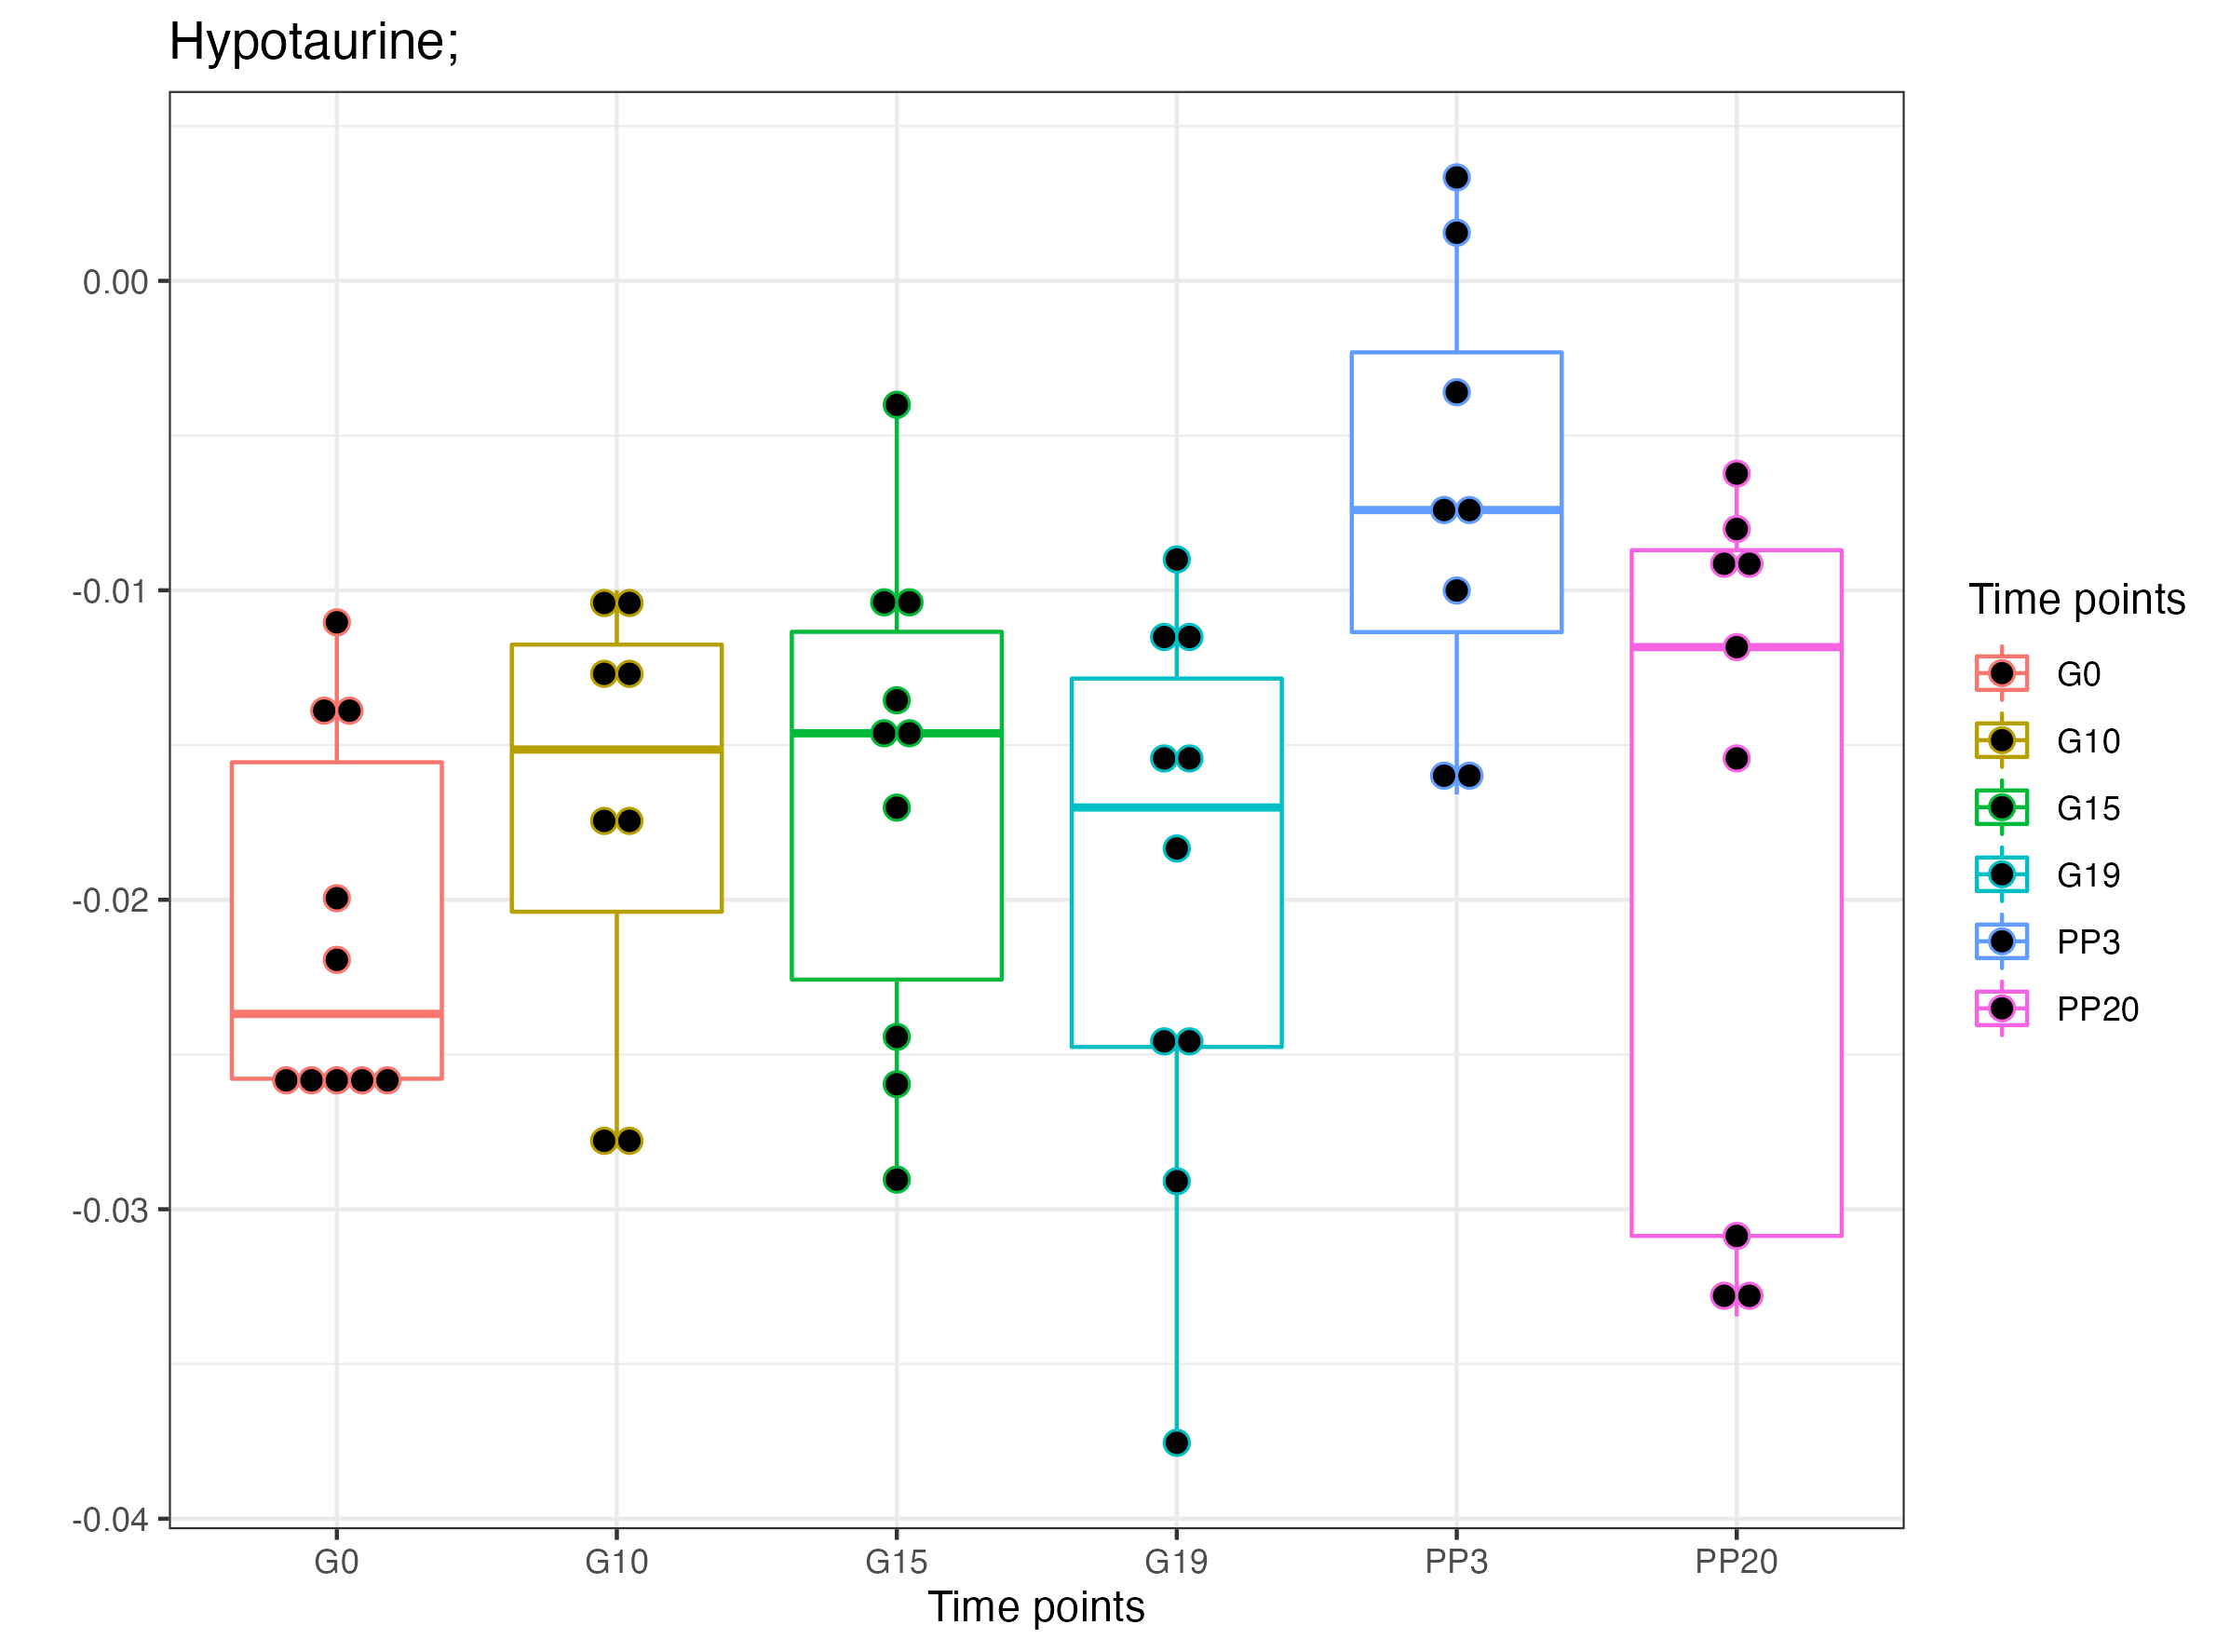 Hypotaurine;
0.00
-0.01
-0.02
-0.03
-0.04
G0
G10
G15
G19
PP3
PP20
Time points
Time points
G0
G10
G15
G19
PP3
PP20